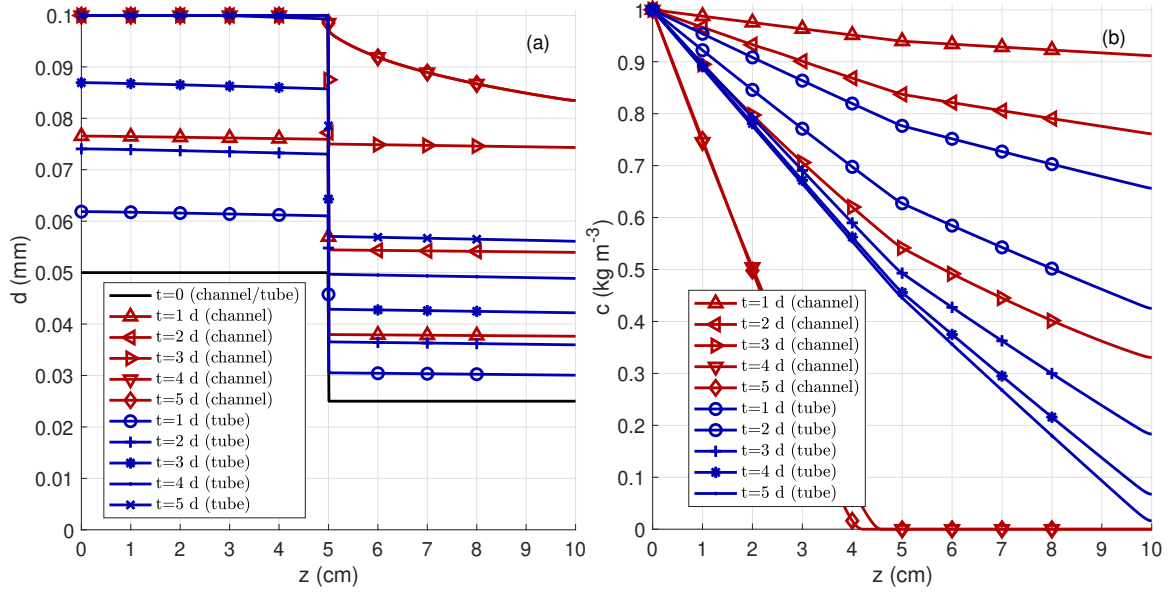 (a)
d (mm)
0.1
0.09
0.08
0.07
0.06
0.05
0.04
0.03
0.02
0.01
0
t=0 (channel/tube)
t=1 d (channel)
t=2 d (channel)
t=3 d (channel)
t=4 d (channel)
t=5 d (channel)
t=1 d (tube)
t=2 d (tube)
t=3 d (tube)
t=4 d (tube)
t=5 d (tube)
0 1 2 3 4 5 6 7 8 9 10
z (cm)
(b)
c (kg m-3)
1
0.9
0.8
0.7
0.6
0.5
0.4
0.3
0.2
0.1
0
t=1 d (channel)
t=2 d (channel)
t=3 d (channel)
t=4 d (channel)
t=5 d (channel)
t=1 d (tube)
t=2 d (tube)
t=3 d (tube)
t=4 d (tube)
t=5 d (tube)
0 1 2 3 4 5 6 7 8 9 10
z (cm)